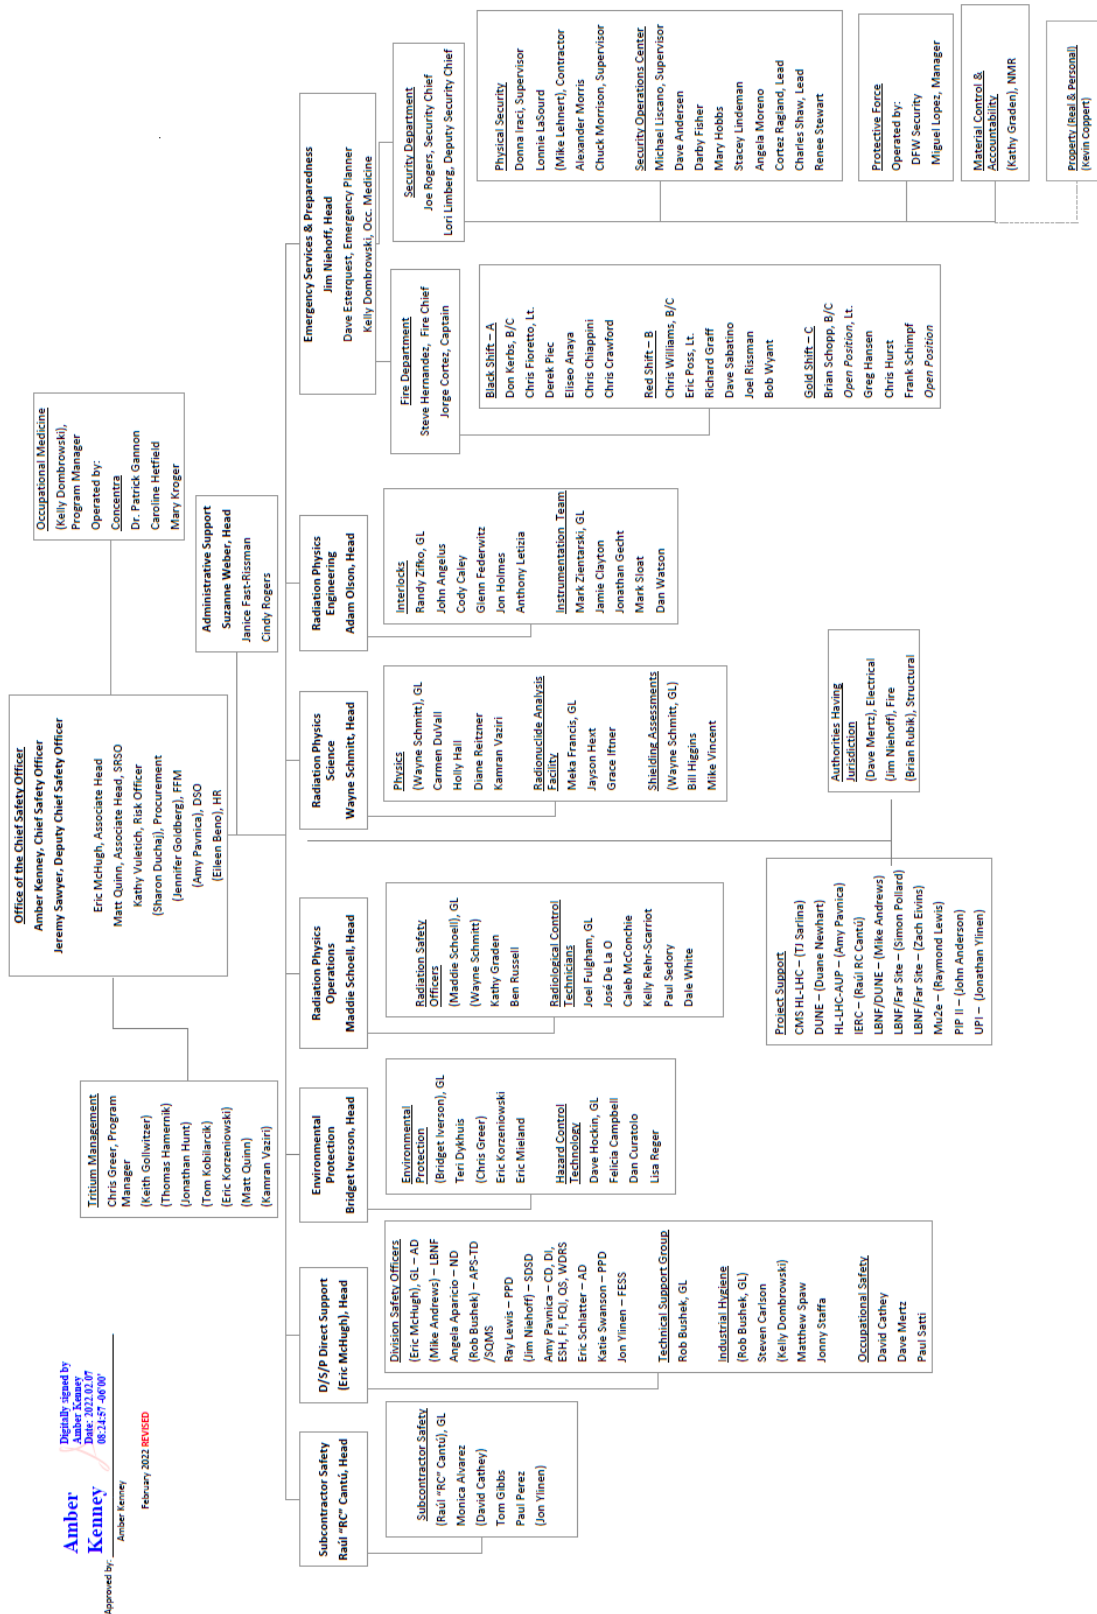 Amber
Kenney
Digitally signed by
Amber Kenney
Date: 2022.02.07
08:24:57 -06'00'
Approved by:
Amber Kenney
February 2022 REVISED
Office of the Chief Safety Officer
Amber Kenney, Chief Safety Officer
Jeremy Sawyer, Deputy Chief Safety Officer
Eric McHugh, Associate Head
Matt Quinn, Associate Head, SRSO
Kathy Vuletich, Risk Officer
(Sharon Duchaj), Procurement
(Jennifer Goldberg), FFM
(Amy Pavnica), DSO
(Eileen Beno), HR
Tritium Management
Chris Greer, Program
Manager
(Keith Gollwitzer)
(Thomas Hamernik)
(Jonathan Hunt)
(Tom Kobilarcik)
(Eric Korzeniowski)
(Matt Quinn)
(Kamran Vaziri)
Occupational Medicine
(Kelly Dombrowski),
Program Manager
Operated by:
Concentra
Dr. Patrick Gannon
Caroline Hetfield
Mary Kroger
Administrative Support
Suzanne Weber, Head
Janice Fast-Rissman
Cindy Rogers
Subcontractor Safety
Raúl "RC" Cantú, Head
Subcontractor Safety
(Raúl "RC" Cantú), GL
Monica Alvarez
(David Cathey)
Tom Gibbs
Paul Perez
(Jon Ylinen)
D/S/P Direct Support
(Eric McHugh), Head
Division Safety Officers
(Eric McHugh), GL – AD
(Mike Andrews) – LBNF
Angela Aparicio – ND
(Rob Bushek) – APS-TD
/SQMS
Ray Lewis – PPD
(Jim Niehoff) – SDSD
Amy Pavnica – CD, DI,
ESH, FI, FQI, QS, WDRS
Eric Schlatter – AD
Katie Swanson – PPD
Jon Ylinen – FESS
Technical Support Group
Rob Bushek, GL
Industrial Hygiene
(Rob Bushek, GL)
Steven Carlson
(Kelly Dombrowski)
Matthew Spaw
Jonny Staffa
Occupational Safety
David Cathey
Dave Mertz
Paul Satti
Environmental
Protection
Bridget Iverson, Head
Environmental
Protection
(Bridget Iverson), GL
Teri Dykhuis
(Chris Greer)
Eric Korzeniowski
Eric Mieland
Hazard Control
Technology
Dave Hockin, GL
Felicia Campbell
Dan Curatolo
Lisa Reger
Radiation Physics
Operations
Maddie Schoell, Head
Radiation Safety
Officers
(Maddie Schoell), GL
(Wayne Schmitt)
Kathy Graden
Ben Russell
Radiological Control
Technicians
Joel Fulgham, GL
José De La O
Caleb McConchie
Kelly Rehr-Scarriot
Paul Sedory
Dale White
Radiation Physics
Science
Wayne Schmitt, Head
Physics
(Wayne Schmitt), GL
Carmen DuVall
Holly Hall
Diane Reitzner
Kamran Vaziri
Radionuclide Analysis
Facility
Meka Francis, GL
Jayson Hext
Grace Iftner
Shielding Assessments
(Wayne Schmitt, GL)
Bill Higgins
Mike Vincent
Radiation Physics
Engineering
Adam Olson, Head
Interlocks
Randy Zifko, GL
John Angelus
Cody Caley
Glenn Federwitz
Jon Holmes
Anthony Letizia
Instrumentation Team
Mark Zientarski, GL
Jamie Clayton
Jonathan Gecht
Mark Sloat
Dan Watson
Emergency Services & Preparedness
Jim Niehoff, Head
Dave Esterquest, Emergency Planner
Kelly Dombrowski, Occ. Medicine
Fire Department
Steve Hernandez, Fire Chief
Jorge Cortez, Captain
Black Shift – A
Don Kerbs, B/C
Chris Fioretto, Lt.
Derek Piec
Eliseo Anaya
Chris Chiappini
Chris Crawford
Red Shift – B
Chris Williams, B/C
Eric Poss, Lt.
Richard Graff
Dave Sabatino
Joel Rissman
Bob Wyant
Gold Shift – C
Brian Schopp, B/C
Open Position, Lt.
Greg Hansen
Chris Hurst
Frank Schimpf
Open Position
Security Department
Joe Rogers, Security Chief
Lori Limberg, Deputy Security Chief
Physical Security
Donna Iraci, Supervisor
Lonnie LaSourd
(Mike Lehnert), Contractor
Alexander Morris
Chuck Morrison, Supervisor
Security Operations Center
Michael Liscano, Supervisor
Dave Andersen
Darby Fisher
Mary Hobbs
Stacey Lindeman
Angela Moreno
Cortez Ragland, Lead
Charles Shaw, Lead
Renee Stewart
Protective Force
Operated by:
DFW Security
Miguel Lopez, Manager
Material Control &
Accountability
(Kathy Graden), NMR
Property (Real & Personal)
(Kevin Coppert)
Project Support
CMS HL-LHC – (TJ Sarlina)
DUNE – (Duane Newhart)
HL-LHC-AUP – (Amy Pavnica)
IERC – (Raúl RC Cantú)
LBNF/DUNE – (Mike Andrews)
LBNF/Far Site – (Simon Pollard)
LBNF/Far Site – (Zach Eivins)
Mu2e – (Raymond Lewis)
PIP II – (John Anderson)
UPI – (Jonathan Ylinen)
Authorities Having
Jurisdiction
(Dave Mertz), Electrical
(Jim Niehoff), Fire
(Brian Rubik), Structural